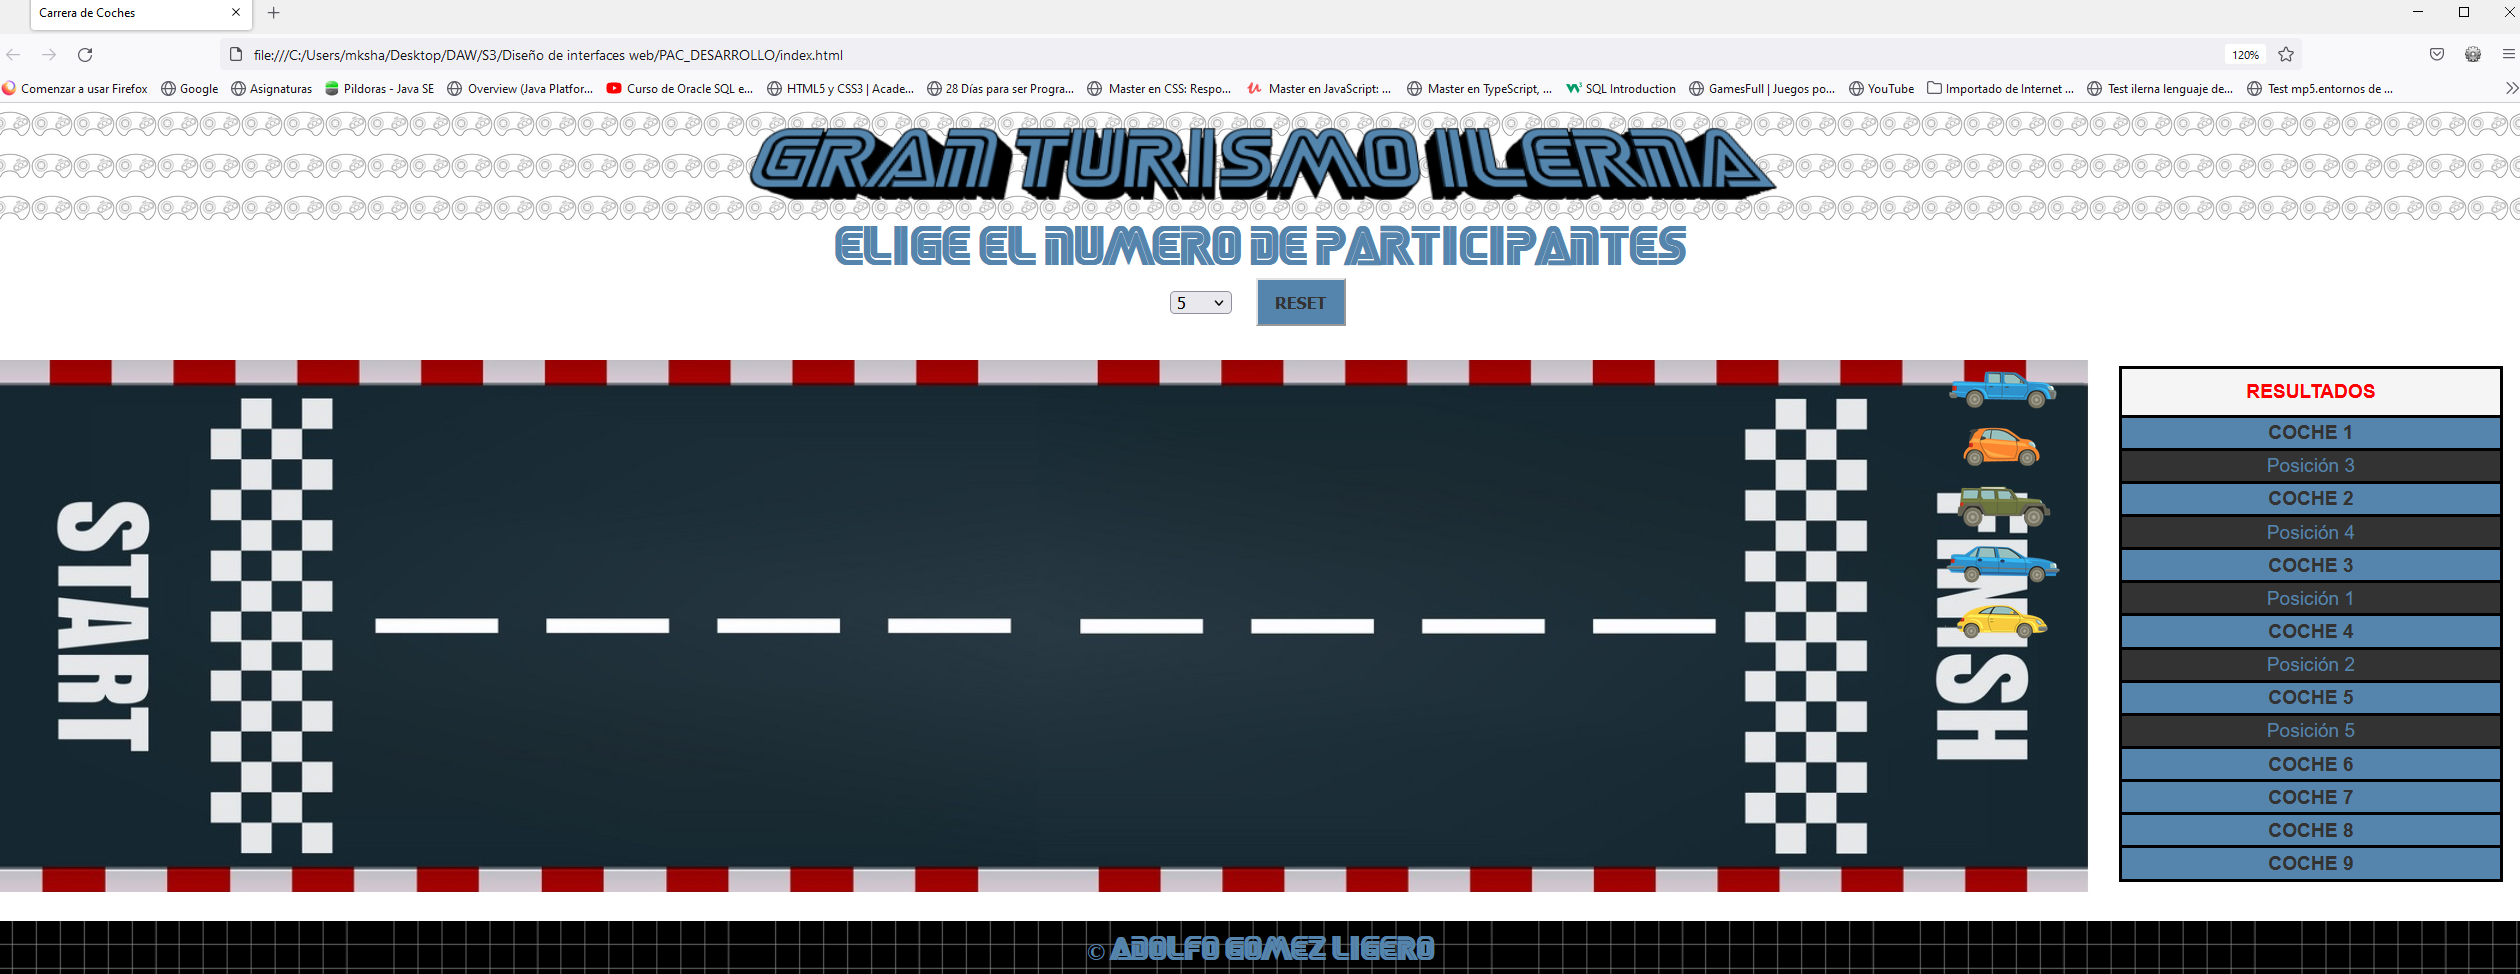 Carrera de Coches
file:///C:/Users/mksha/Desktop/DAW/S3/Diseño de interfaces web/PAC_DESARROLLO/index.html
120%
Comenzar a usar Firefox Google Asignaturas Pildoras - Java SE Overview (Java Platfor... Curso de Oracle SQL e... HTML5 y CSS3 | Acade... 28 Días para ser Progra... Master en CSS: Respo... Master en JavaScript: ... Master en TypeScript, ... SQL Introduction GamesFull | Juegos po... YouTube Importado de Internet ... Test ilerna lenguaje de... Test mp5.entornos de ...
GRAN TURISMO ILERNA
ELIGE EL NUMERO DE PARTICIPANTES
5 RESET
START
FINISH
RESULTADOS
COCHE 1
Posición 3
COCHE 2
Posición 4
COCHE 3
Posición 1
COCHE 4
Posición 2
COCHE 5
Posición 5
COCHE 6
COCHE 7
COCHE 8
COCHE 9
© ADOLFO GOMEZ LIGERO